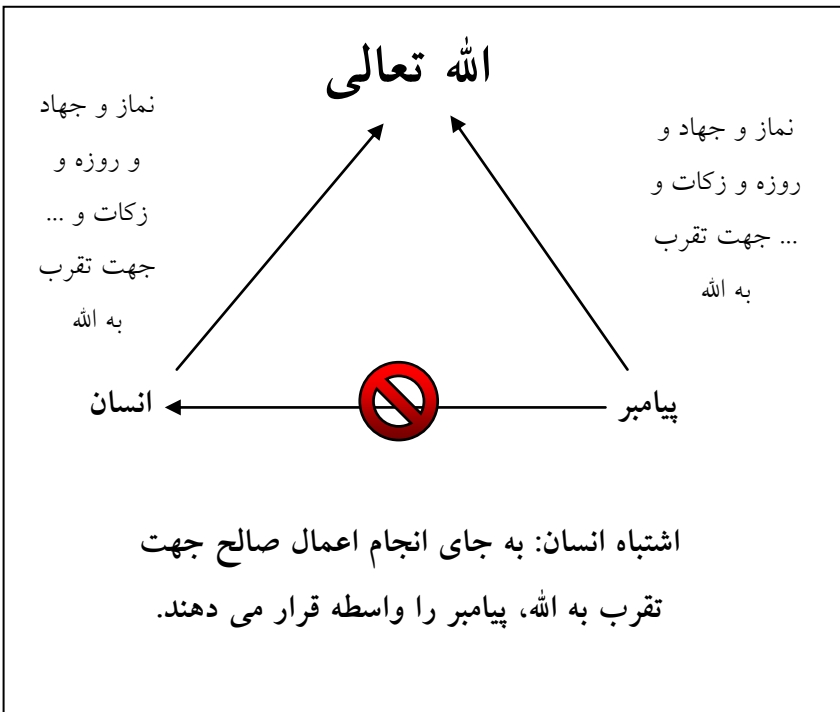 الله تعالی
نماز و جهاد و
روزه و زکات و
... جهت تقرب
به الله
نماز و جهاد
و روزه و
زکات و ...
جهت تقرب
به الله
پیامبر
انسان
اشتباه انسان: به جای انجام اعمال صالح جهت
تقرب به الله، پیامبر را واسطه قرار می دهند.